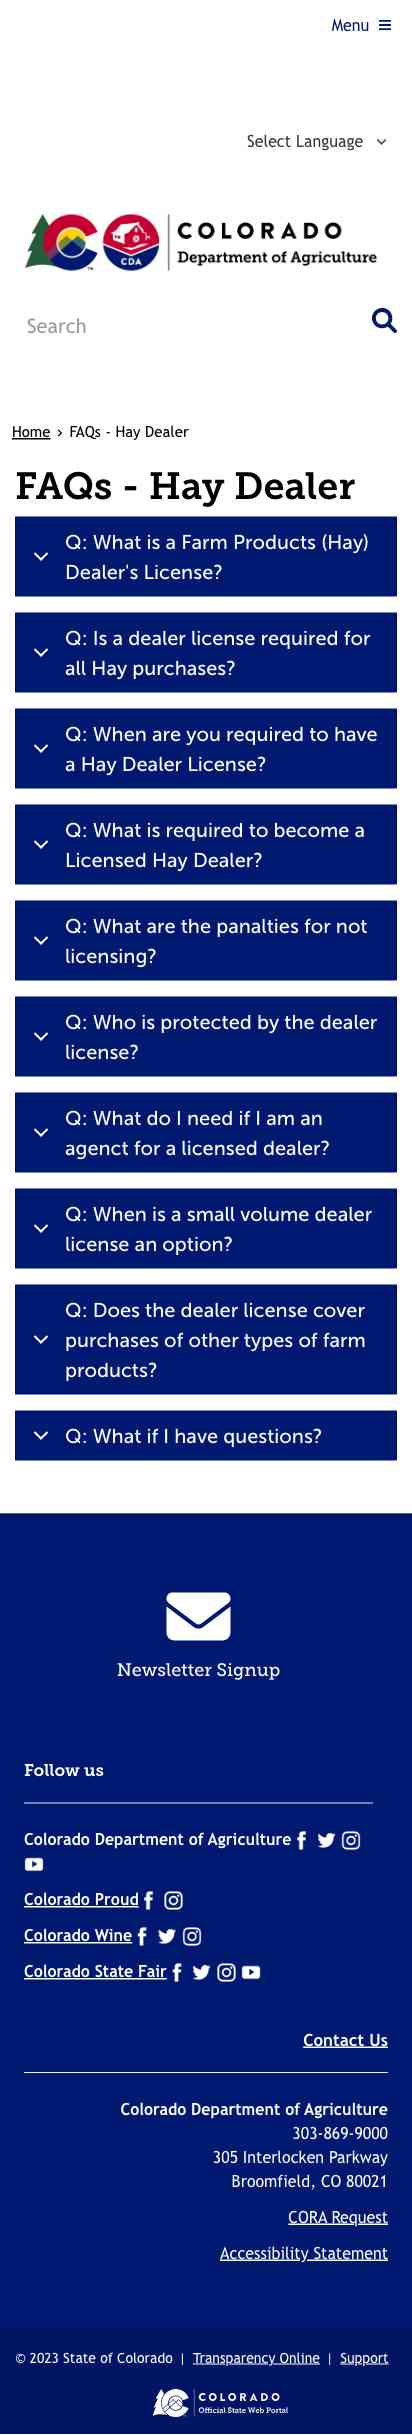 Menu
Select Language
COLORADO
Department of Agriculture
CDA
TM
Search
Home › FAQs - Hay Dealer
FAQs - Hay Dealer
Q: What is a Farm Products (Hay)
Dealer's License?
Q: Is a dealer license required for
all Hay purchases?
Q: When are you required to have
a Hay Dealer License?
Q: What is required to become a
Licensed Hay Dealer?
Q: What are the panalties for not
licensing?
Q: Who is protected by the dealer
license?
Q: What do I need if I am an
agenct for a licensed dealer?
Q: When is a small volume dealer
license an option?
Q: Does the dealer license cover
purchases of other types of farm
products?
Q: What if I have questions?
Newsletter Signup
Follow us
Colorado Department of Agriculture
Colorado Proud
Colorado Wine
Colorado State Fair
Contact Us
Colorado Department of Agriculture
303-869-9000
305 Interlocken Parkway
Broomfield, CO 80021
CORA Request
Accessibility Statement
© 2023 State of Colorado | Transparency Online | Support
COLORADO
Official State Web Portal